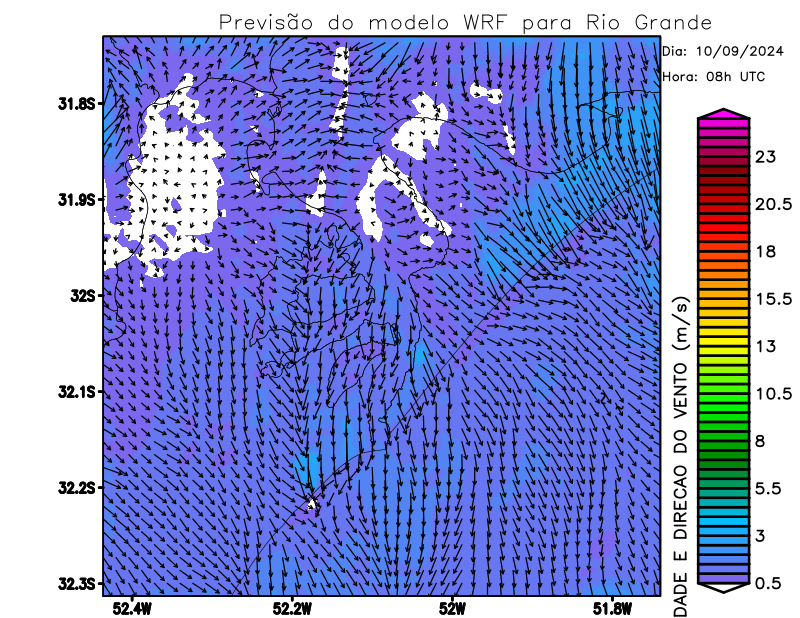 Previsão do modelo WRF para Rio Grande
Dia: 10/09/2024
Hora: 08h UTC
31.8S
31.9S
32S
32.1S
32.2S
32.3S
52.4W
52.2W
52W
51.8W
DADE E DIRECAO DO VENTO (m/s)
23
20.5
18
15.5
13
10.5
8
5.5
3
0.5